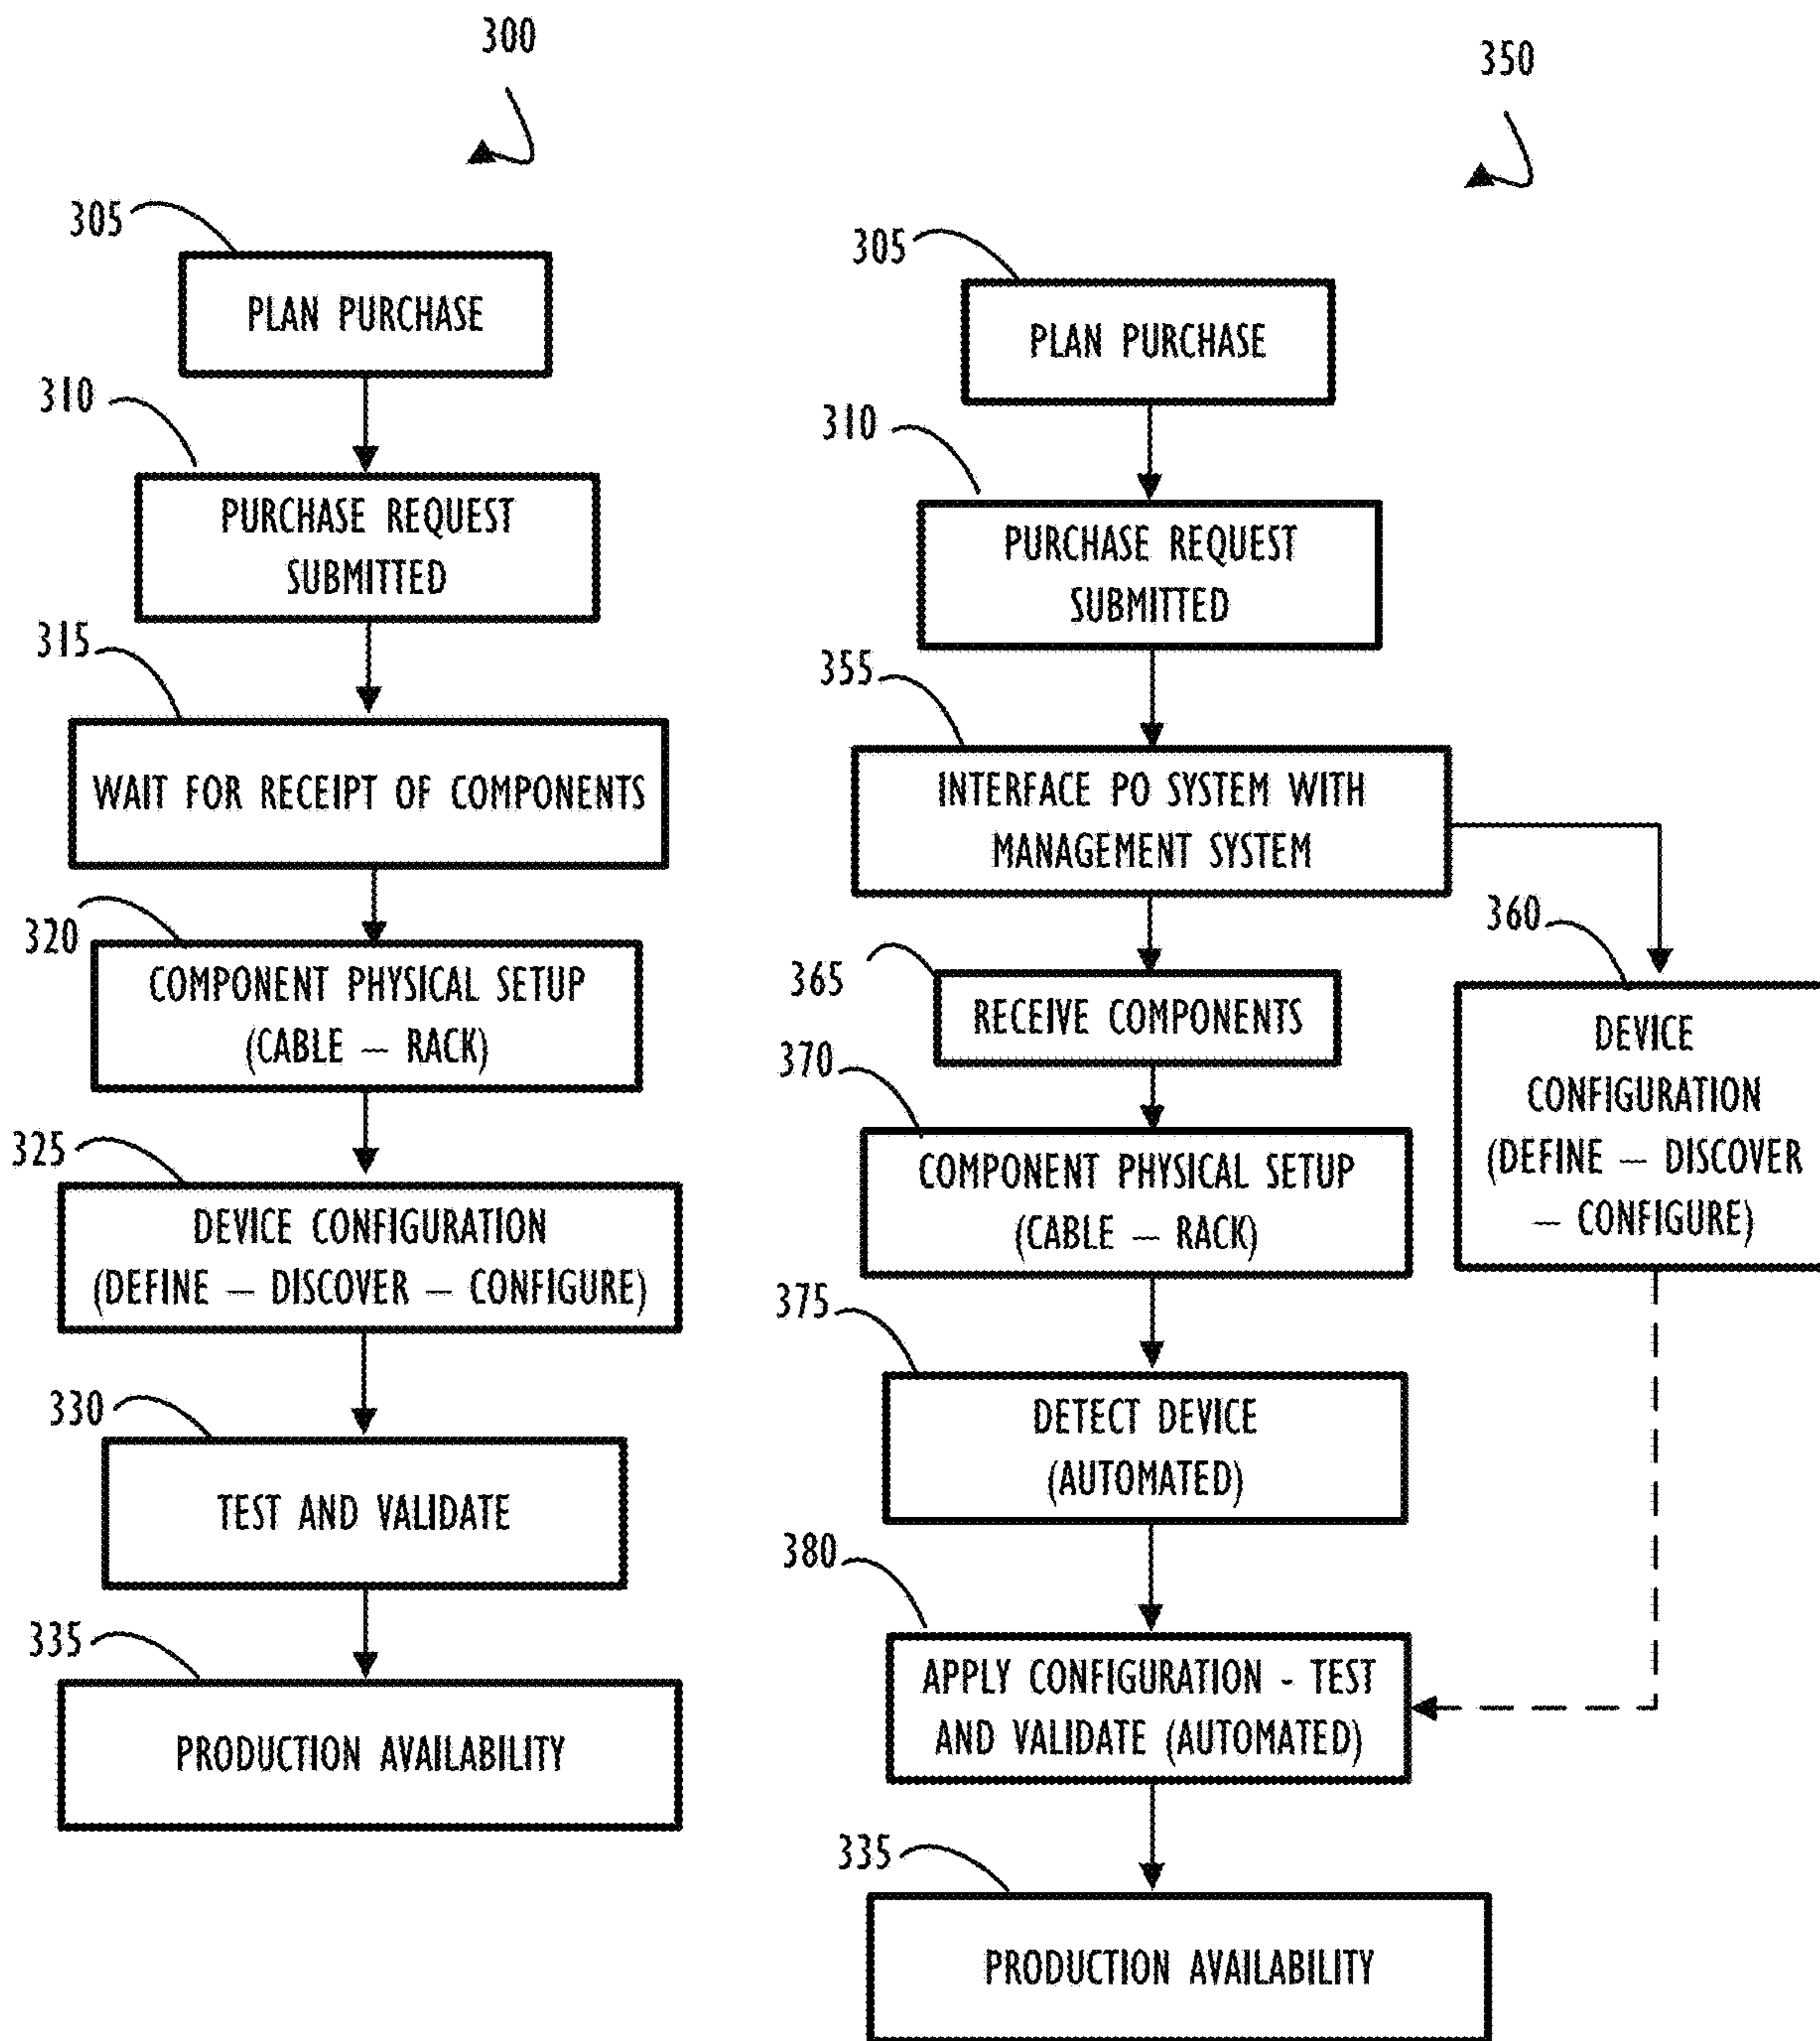 300
305
PLAN PURCHASE
310
PURCHASE REQUEST
SUBMITTED
315
WAIT FOR RECEIPT OF COMPONENTS
320
COMPONENT PHYSICAL SETUP
(CABLE — RACK)
325
DEVICE CONFIGURATION
(DEFINE — DISCOVER — CONFIGURE)
330
TEST AND VALIDATE
335
PRODUCTION AVAILABILITY
350
305
PLAN PURCHASE
310
PURCHASE REQUEST
SUBMITTED
355
INTERFACE PO SYSTEM WITH
MANAGEMENT SYSTEM
360
DEVICE
CONFIGURATION
(DEFINE — DISCOVER
— CONFIGURE)
365
RECEIVE COMPONENTS
370
COMPONENT PHYSICAL SETUP
(CABLE — RACK)
375
DETECT DEVICE
(AUTOMATED)
380
APPLY CONFIGURATION - TEST
AND VALIDATE (AUTOMATED)
335
PRODUCTION AVAILABILITY